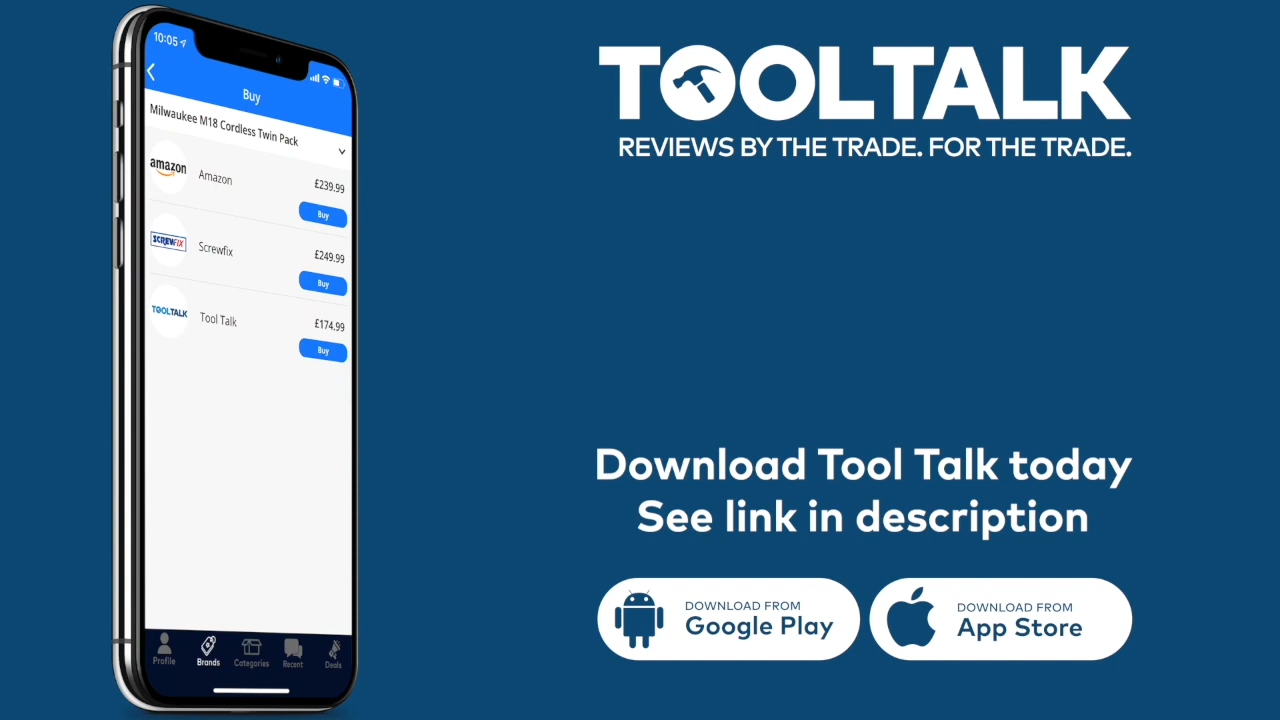 10:05
Buy
Milwaukee M18 Cordless Twin Pack
amazon
Amazon
£239.99
Buy
SCREWFIX
Screwfix
£249.99
Buy
TOOLTALK
Tool Talk
£174.99
Buy
Profile
Brands
Categories
Recent
Deals
TOOLTALK
REVIEWS BY THE TRADE. FOR THE TRADE.
Download Tool Talk today
See link in description
DOWNLOAD FROM
Google Play
DOWNLOAD FROM
App Store